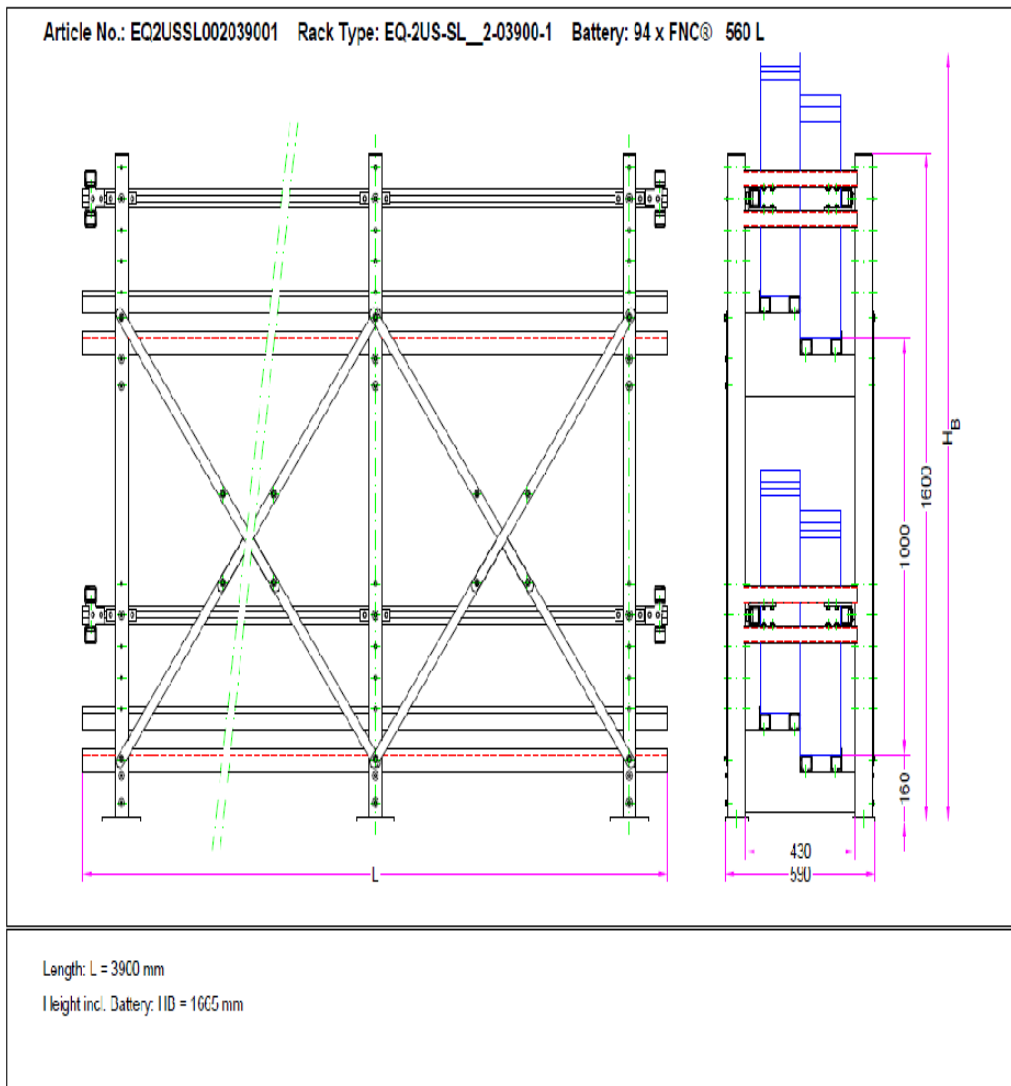 Article No.: EQ2USSL002039001 Rack Type: EQ-2US-SL__2-03900-1 Battery: 94 x FNC® 560 L
HB
1600
1000
160
430
590
L
Length: L = 3900 mm
Height incl. Battery: HB = 1665 mm